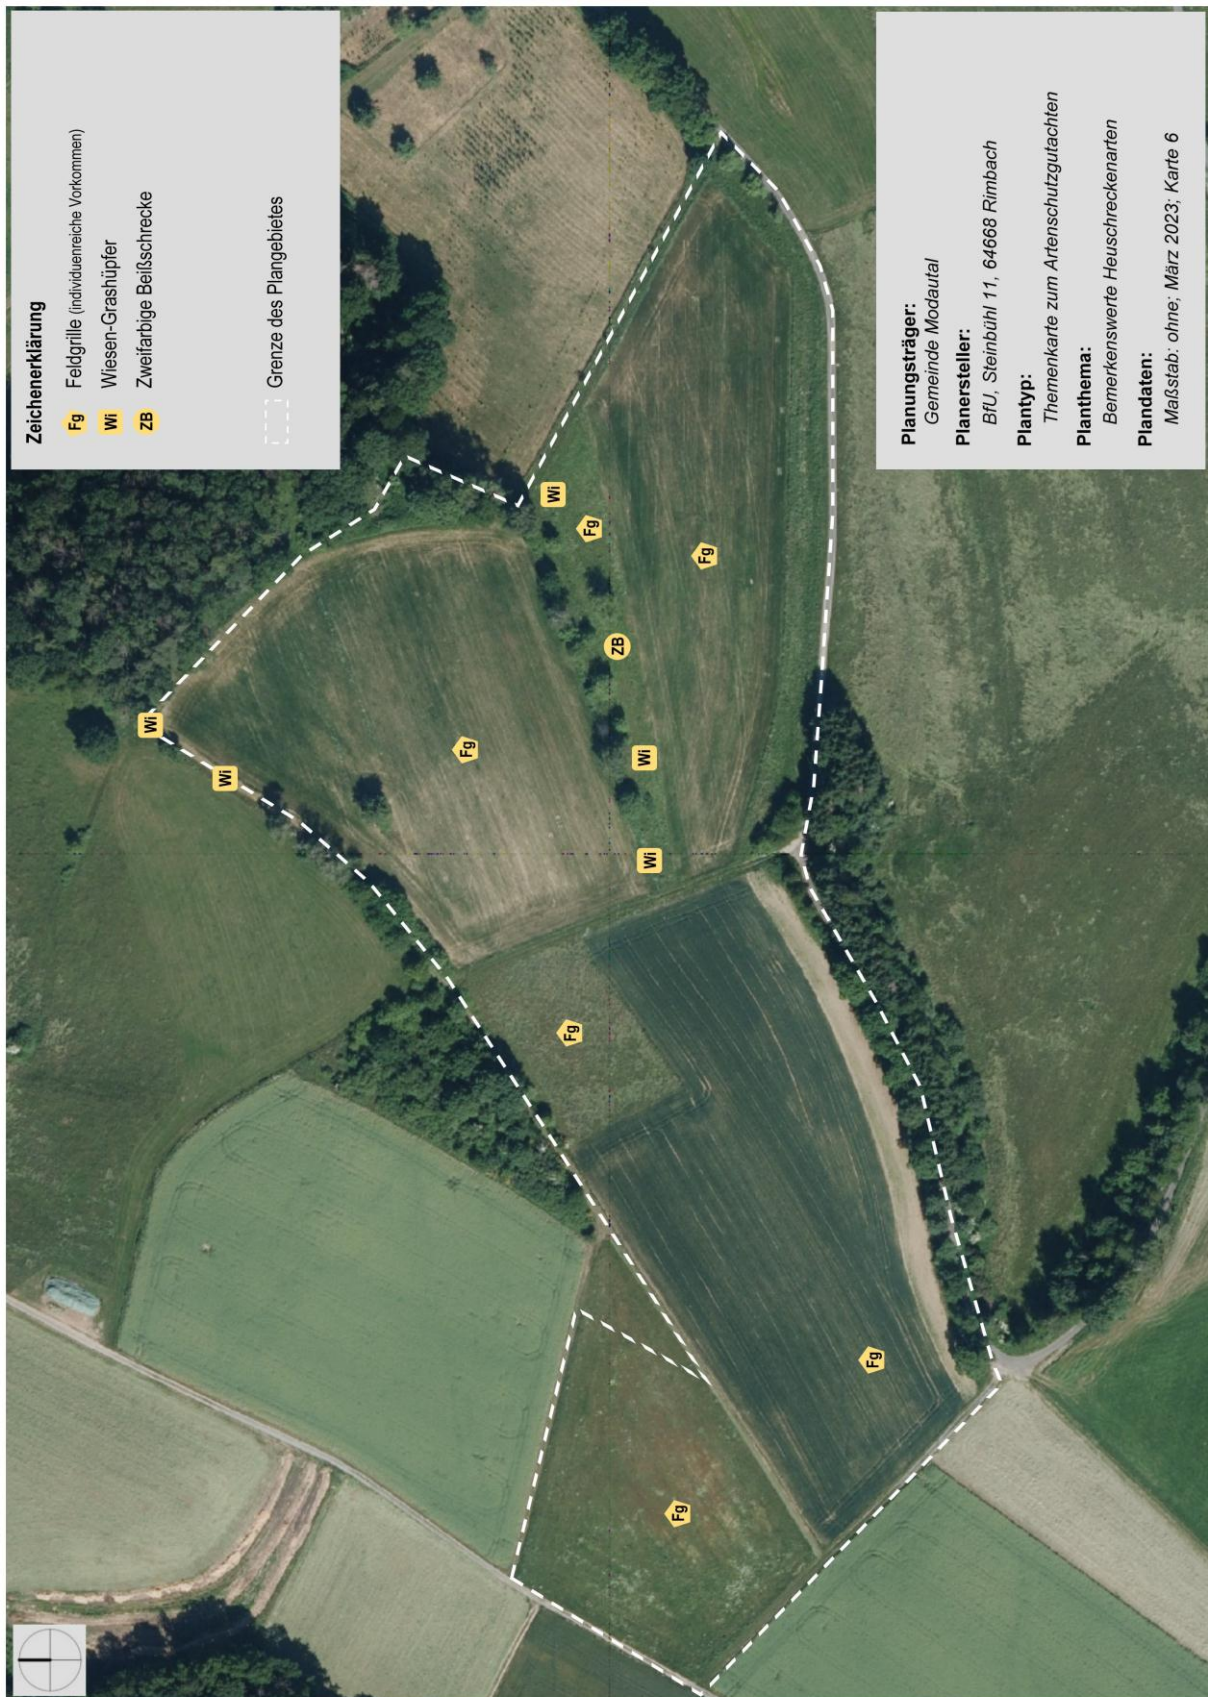 Zeichenerklärung
Fg Feldgrille (individuenreiche Vorkommen)
Wi Wiesen-Grashüpfer
ZB Zweifarbige Beißschrecke
Grenze des Plangebietes
Wi
Wi
Fg
Wi
Fg
Fg
ZB
Wi
Wi
Fg
Fg
Fg
Planungsträger:
Gemeinde Modautal
Planersteller:
BfU, Steinbühl 11, 64668 Rimbach
Plantyp:
Themenkarte zum Artenschutzgutachten
Planthema:
Bemerkenswerte Heuschreckenarten
Plandaten:
Maßstab: ohne; März 2023; Karte 6